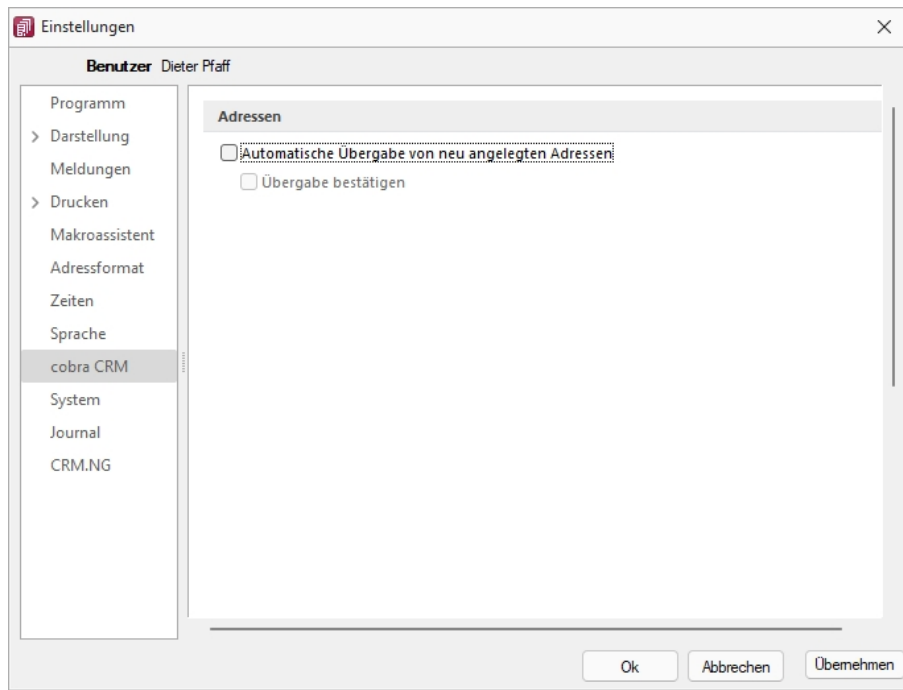 Einstellungen
Benutzer Dieter Pfaff
Programm
Darstellung
Meldungen
Drucken
Makroassistent
Adressformat
Zeiten
Sprache
cobra CRM
System
Journal
CRM.NG
Adressen
Automatische Übergabe von neu angelegten Adressen
Übergabe bestätigen
Ok Abbrechen Übernehmen